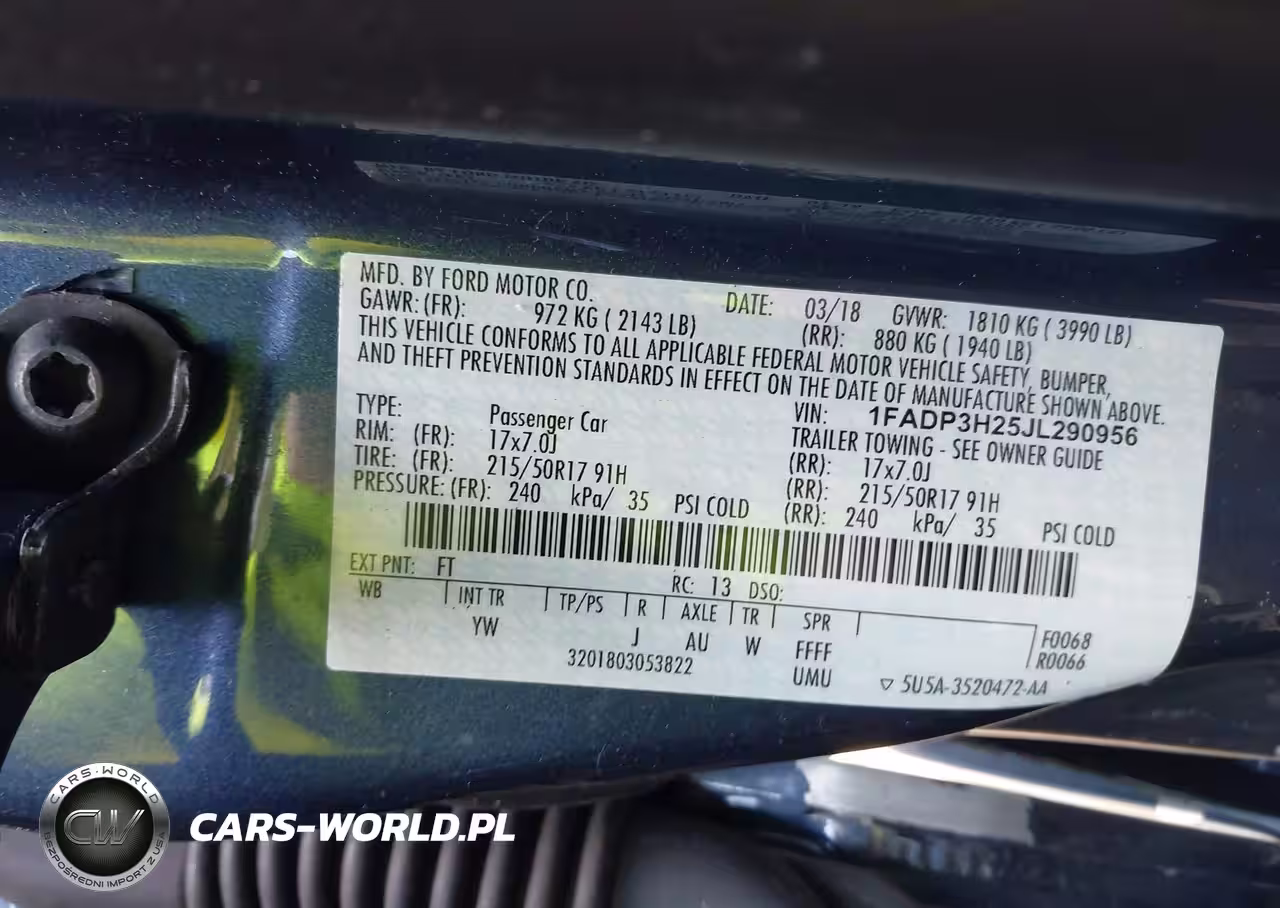 MFD. BY FORD MOTOR CO. DATE: 03/18 GVWR: 1810 KG ( 3990 LB)
GAWR: (FR): 972 KG ( 2143 LB) (RR): 880 KG ( 1940 LB)
THIS VEHICLE CONFORMS TO ALL APPLICABLE FEDERAL MOTOR VEHICLE SAFETY, BUMPER,
AND THEFT PREVENTION STANDARDS IN EFFECT ON THE DATE OF MANUFACTURE SHOWN ABOVE.
VIN: 1FADP3H25JL290956
TYPE: Passenger Car TRAILER TOWING - SEE OWNER GUIDE
RIM: (FR): 17x7.0J (RR): 17x7.0J
TIRE: (FR): 215/50R17 91H (RR): 215/50R17 91H
PRESSURE: (FR): 240 kPa/ 35 PSI COLD (RR): 240 kPa/ 35 PSI COLD
EXT PNT: FT RC: 13 DSO:
WB INT TR TP/PS R AXLE TR SPR F0068
YW J AU W FFFF R0066
3201803053822 UMU ▽ 5U5A-3520472-AA
CARS-WORLD
CW
BEZPOŚREDNI IMPORT Z USA
CARS-WORLD.PL